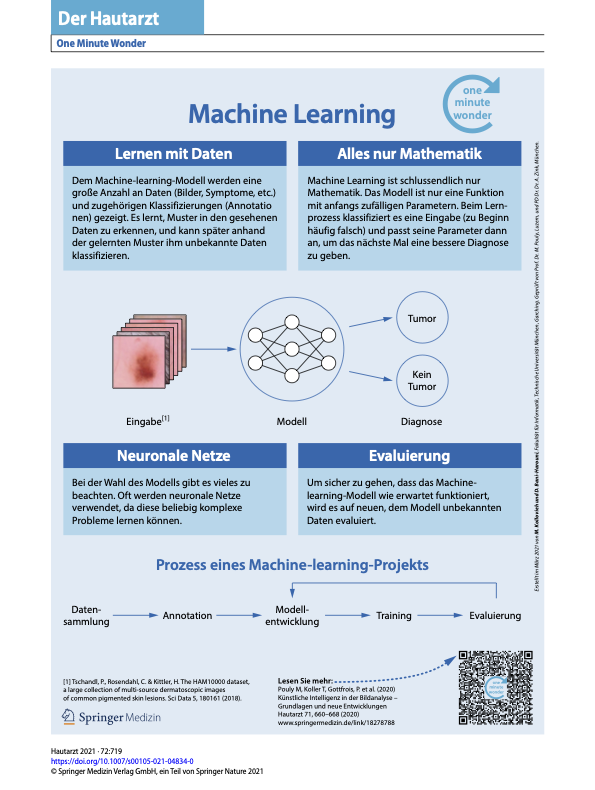 Der Hautarzt
One Minute Wonder
one
minute
wonder
Machine Learning
Lernen mit Daten
Dem Machine-learning-Modell werden eine
große Anzahl an Daten (Bilder, Symptome, etc.)
und zugehörigen Klassifizierungen (Annotatio
nen) gezeigt. Es lernt, Muster in den gesehenen
Daten zu erkennen, und kann später anhand
der gelernten Muster ihm unbekannte Daten
klassifizieren.
Alles nur Mathematik
Machine Learning ist schlussendlich nur
Mathematik. Das Modell ist nur eine Funktion
mit anfangs zufälligen Parametern. Beim Lern-
prozess klassifiziert es eine Eingabe (zu Beginn
häufig falsch) und passt seine Parameter dann
an, um das nächste Mal eine bessere Diagnose
zu geben.
Tumor
Kein
Tumor
Eingabe[1]
Modell
Diagnose
Neuronale Netze
Bei der Wahl des Modells gibt es vieles zu
beachten. Oft werden neuronale Netze
verwendet, da diese beliebig komplexe
Probleme lernen können.
Evaluierung
Um sicher zu gehen, dass das Machine-
learning-Modell wie erwartet funktioniert,
wird es auf neuen, dem Modell unbekannten
Daten evaluiert.
Prozess eines Machine-learning-Projekts
Daten-
sammlung
Annotation
Modell-
entwicklung
Training
Evaluierung
[1] Tschandl, P., Rosendahl, C. & Kittler, H. The HAM10000 dataset,
a large collection of multi-source dermatoscopic images
of common pigmented skin lesions. Sci Data 5, 180161 (2018).
Springer Medizin
Lesen Sie mehr:
Pouly M, Koller T, Gottfrois, P. et al. (2020)
Künstliche Intelligenz in der Bildanalyse –
Grundlagen und neue Entwicklungen
Hautarzt 71, 660–668 (2020)
www.springermedizin.de/link/18278788
one
minute
wonder
Erstellt im März 2021 von M. Kallenieh and D. Fakultät für Informatik, Technische Universität München, Garching. Geprüft von Prof. Dr. M. Pouly, Luzern, und PD Dr. Dr. A. Zink, München.
Hautarzt 2021 · 72:719
https://doi.org/10.1007/s00105-021-04834-0
© Springer Medizin Verlag GmbH, ein Teil von Springer Nature 2021